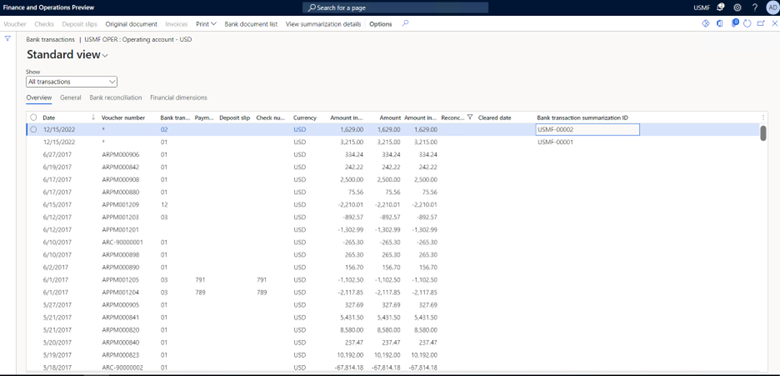 Finance and Operations Preview
Search for a page
USMF
AD
Voucher Checks Deposit slips Original document Invoices Print Bank document list View summarization details Options
Bank transactions | USMF OPER : Operating account - USD
Standard view
Show
All transactions
Overview General Bank reconciliation Financial dimensions
Date Voucher number Bank tran... Paym... Deposit slip Check nu... Currency Amount in... Amount Amount in... Reconc... Cleared date Bank transaction summarization ID
12/15/2022 * 02 USD 1,629.00 1,629.00 1,629.00 USMF-00002
12/15/2022 * 01 USD 3,215.00 3,215.00 3,215.00 USMF-00001
6/27/2017 ARPM000906 01 USD 334.24 334.24 334.24
6/19/2017 ARPM000842 01 USD 242.22 242.22 242.22
6/17/2017 ARPM000908 01 USD 2,500.00 2,500.00 2,500.00
6/17/2017 ARPM000880 01 USD 75.56 75.56 75.56
6/15/2017 APPM001209 12 USD -2,210.01 -2,210.01 -2,210.01
6/12/2017 APPM001203 03 USD -892.57 -892.57 -892.57
6/12/2017 APPM001201 USD -1,302.99 -1,302.99 -1,302.99
6/10/2017 ARC-90000001 01 USD -265.30 -265.30 -265.30
6/10/2017 ARPM000898 01 USD 265.30 265.30 265.30
6/2/2017 ARPM000890 01 USD 156.70 156.70 156.70
6/1/2017 APPM001205 03 791 791 USD -1,102.50 -1,102.50 -1,102.50
6/1/2017 APPM001204 03 789 789 USD -2,117.85 -2,117.85 -2,117.85
5/27/2017 ARPM000905 01 USD 327.69 327.69 327.69
5/21/2017 ARPM000841 01 USD 5,431.50 5,431.50 5,431.50
5/21/2017 ARPM000820 01 USD 8,580.00 8,580.00 8,580.00
5/20/2017 ARPM000840 01 USD 237.47 237.47 237.47
5/19/2017 ARPM000823 01 USD 10,192.00 10,192.00 10,192.00
5/18/2017 ARC-90000002 01 USD -67,814.18 -67,814.18 -67,814.18